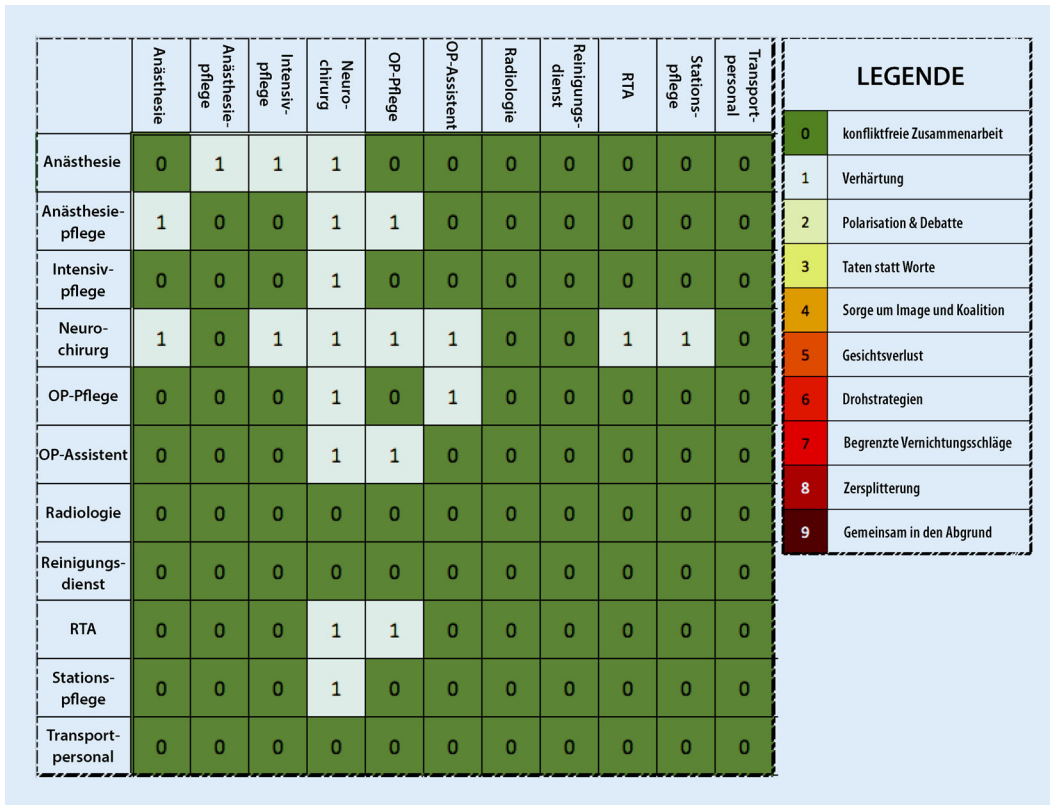 Anästhesie
Anästhesie-
pflege
Intensiv-
pflege
Neuro-
chirurg
OP-Pflege
OP-Assistent
Radiologie
Reinigungs-
dienst
RTA
Stations-
pflege
Transport-
personal
Anästhesie 0 1 1 1 0 0 0 0 0 0 0
Anästhesie-
pflege 1 0 0 1 1 0 0 0 0 0 0
Intensiv-
pflege 0 0 0 1 0 0 0 0 0 0 0
Neuro-
chirurg 1 0 1 1 1 1 0 0 1 1 0
OP-Pflege 0 0 0 1 0 1 0 0 0 0 0
OP-Assistent 0 0 0 1 1 0 0 0 0 0 0
Radiologie 0 0 0 0 0 0 0 0 0 0 0
Reinigungs-
dienst 0 0 0 0 0 0 0 0 0 0 0
RTA 0 0 0 1 1 0 0 0 0 0 0
Stations-
pflege 0 0 0 1 0 0 0 0 0 0 0
Transport-
personal 0 0 0 0 0 0 0 0 0 0 0
LEGENDE
0 konfliktfreie Zusammenarbeit
1 Verhärtung
2 Polarisation & Debatte
3 Taten statt Worte
4 Sorge um Image und Koalition
5 Gesichtsverlust
6 Drohstrategien
7 Begrenzte Vernichtungsschläge
8 Zersplitterung
9 Gemeinsam in den Abgrund